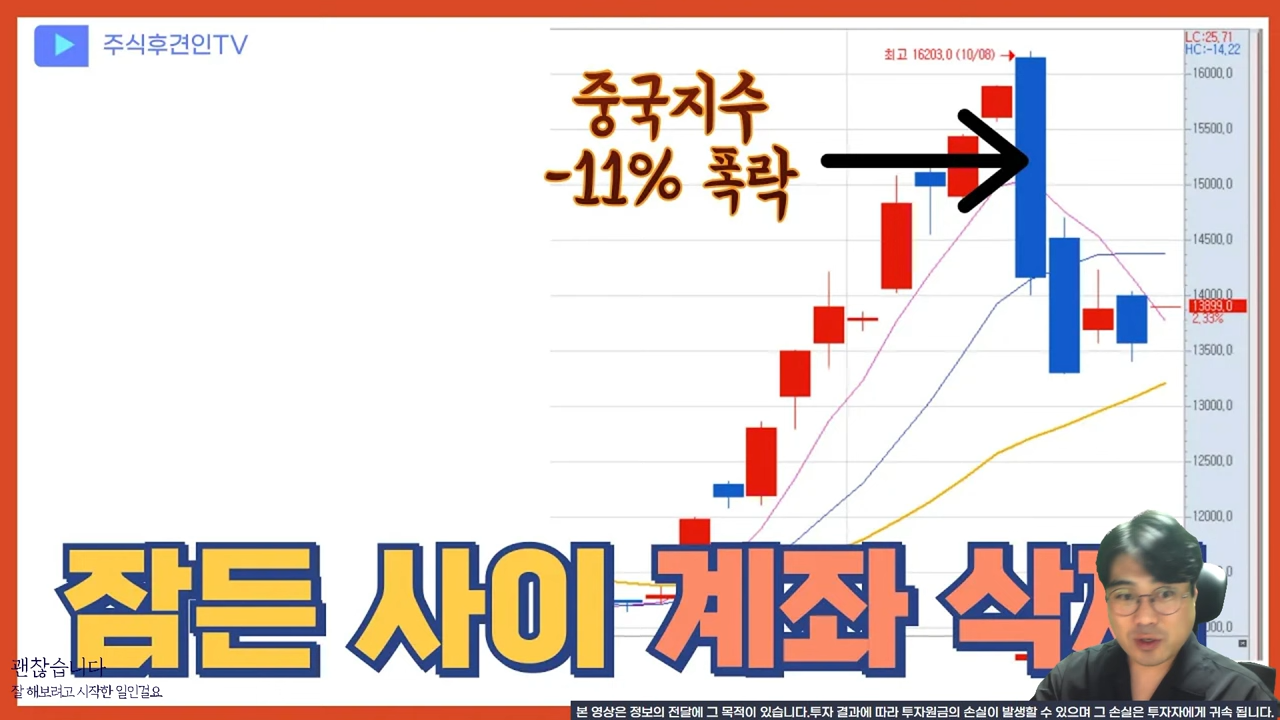 주식후견인TV
LC:25.71
HC:-14.22
최고 16203.0 (10/08)
16000.0
중국지수
-11% 폭락
15500.0
15000.0
14500.0
14000.0
13899.0
2.33%
13500.0
13000.0
12500.0
12000.0
잠든 사이 계좌
괜찮습니다
잘 해보려고 시작한 일인걸요
본 영상은 정보의 전달에 그 목적이 있습니다.투자 결과에 따라 투자원금의 손실이 발생할 수 있으며 그 손실은 투자자에게 귀속 됩니다.